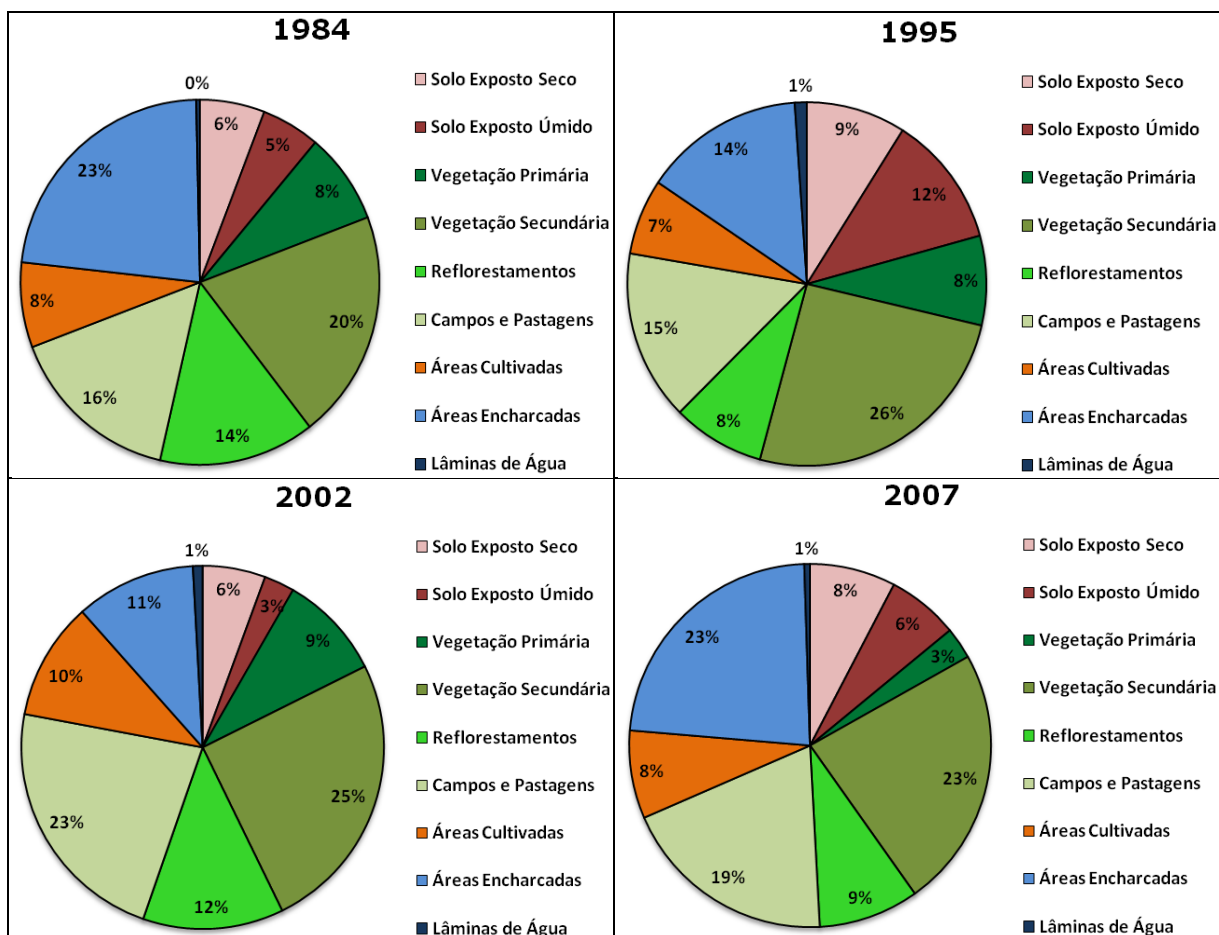 1984
0%
6%
5%
8%
20%
14%
16%
8%
23%
Solo Exposto Seco
Solo Exposto Úmido
Vegetação Primária
Vegetação Secundária
Reflorestamentos
Campos e Pastagens
Áreas Cultivadas
Áreas Encharcadas
Lâminas de Água
1995
1%
9%
12%
8%
26%
8%
15%
7%
14%
Solo Exposto Seco
Solo Exposto Úmido
Vegetação Primária
Vegetação Secundária
Reflorestamentos
Campos e Pastagens
Áreas Cultivadas
Áreas Encharcadas
Lâminas de Água
2002
1%
6%
3%
9%
25%
12%
23%
10%
11%
Solo Exposto Seco
Solo Exposto Úmido
Vegetação Primária
Vegetação Secundária
Reflorestamentos
Campos e Pastagens
Áreas Cultivadas
Áreas Encharcadas
Lâminas de Água
2007
1%
8%
6%
3%
23%
9%
19%
8%
23%
Solo Exposto Seco
Solo Exposto Úmido
Vegetação Primária
Vegetação Secundária
Reflorestamentos
Campos e Pastagens
Áreas Cultivadas
Áreas Encharcadas
Lâminas de Água